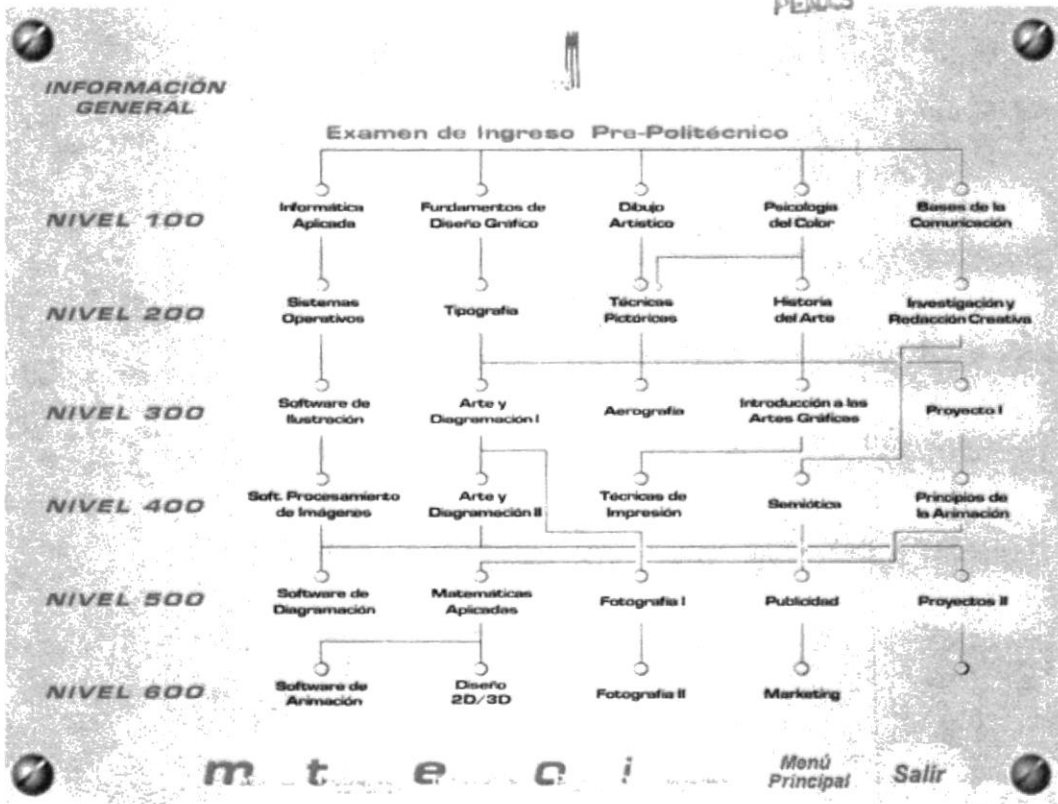 PEÑAS
INFORMACIÓN
GENERAL
Examen de Ingreso Pre-Politécnico
NIVEL 100
Informática
Aplicada
Fundamentos de
Diseño Gráfico
Dibujo
Artístico
Psicología
del Color
Bases de la
Comunicación
NIVEL 200
Sistemas
Operativos
Tipografía
Técnicas
Pictóricas
Historia
del Arte
Investigación y
Redacción Creativa
NIVEL 300
Software de
Ilustración
Arte y
Diagramación I
Aerografía
Introducción a las
Artes Gráficas
Proyecto I
NIVEL 400
Soft. Procesamiento
de Imágenes
Arte y
Diagramación II
Técnicas de
Impresión
Semiótica
Principios de
la Animación
NIVEL 500
Software de
Diagramación
Matemáticas
Aplicadas
Fotografía I
Publicidad
Proyectos II
NIVEL 600
Software de
Animación
Diseño
2D/3D
Fotografía II
Marketing
m t e c i
Menú
Principal
Salir